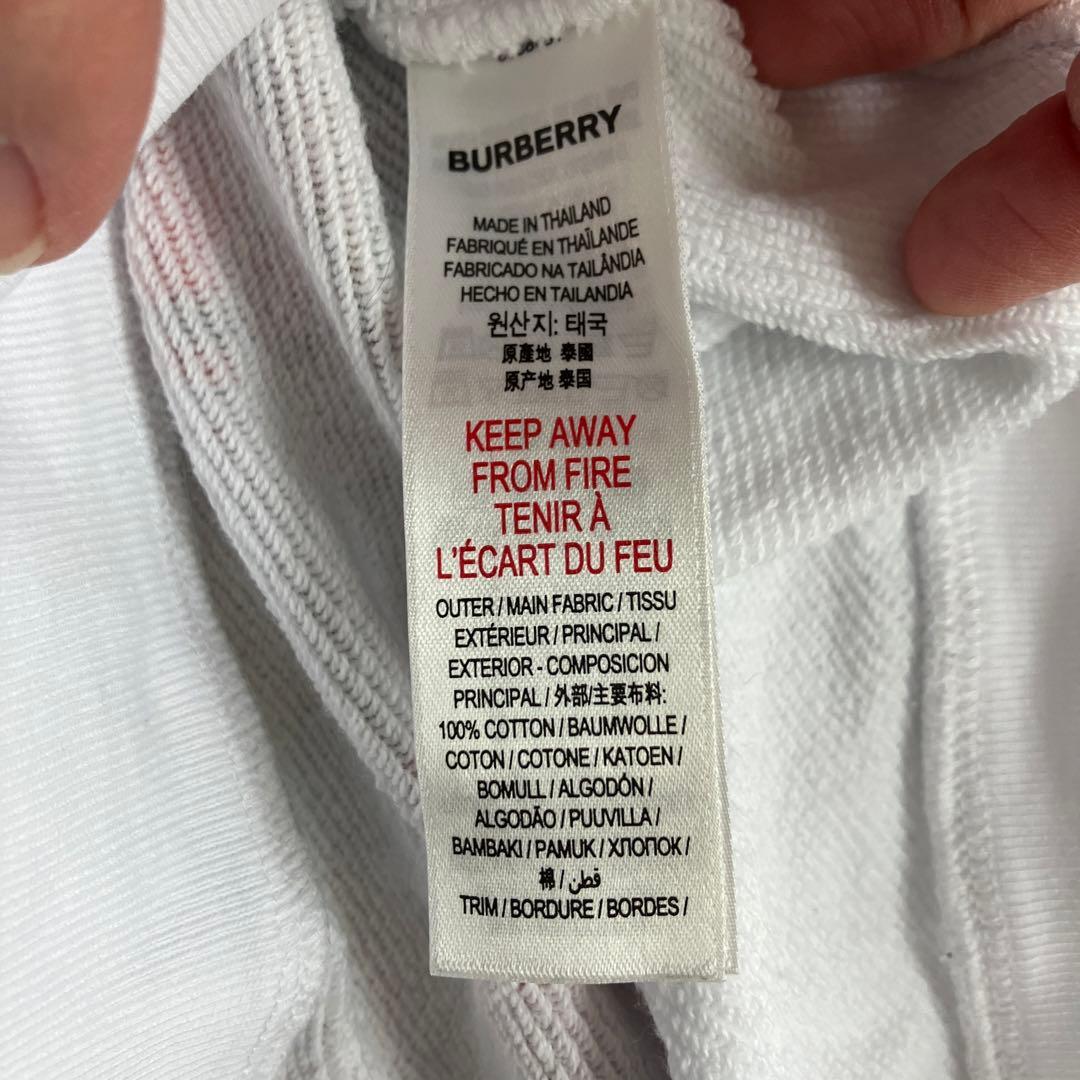 BURBERRY
MADE IN THAILAND
FABRIQUÉ EN THAÏLANDE
FABRICADO NA TAILÂNDIA
HECHO EN TAILANDIA
원산지: 태국
原產地 泰國
原产地 泰国
KEEP AWAY
FROM FIRE
TENIR À
L'ÉCART DU FEU
OUTER / MAIN FABRIC / TISSU
EXTÉRIEUR / PRINCIPAL /
EXTERIOR - COMPOSICION
PRINCIPAL / 外部/主要布料:
100% COTTON / BAUMWOLLE /
COTON / COTONE / KATOEN /
BOMULL / ALGODÓN /
ALGODÃO / PUUVILLA /
BAMBAKI / PAMUK / ХЛОПОК /
棉 / قطن
TRIM / BORDURE / BORDES /